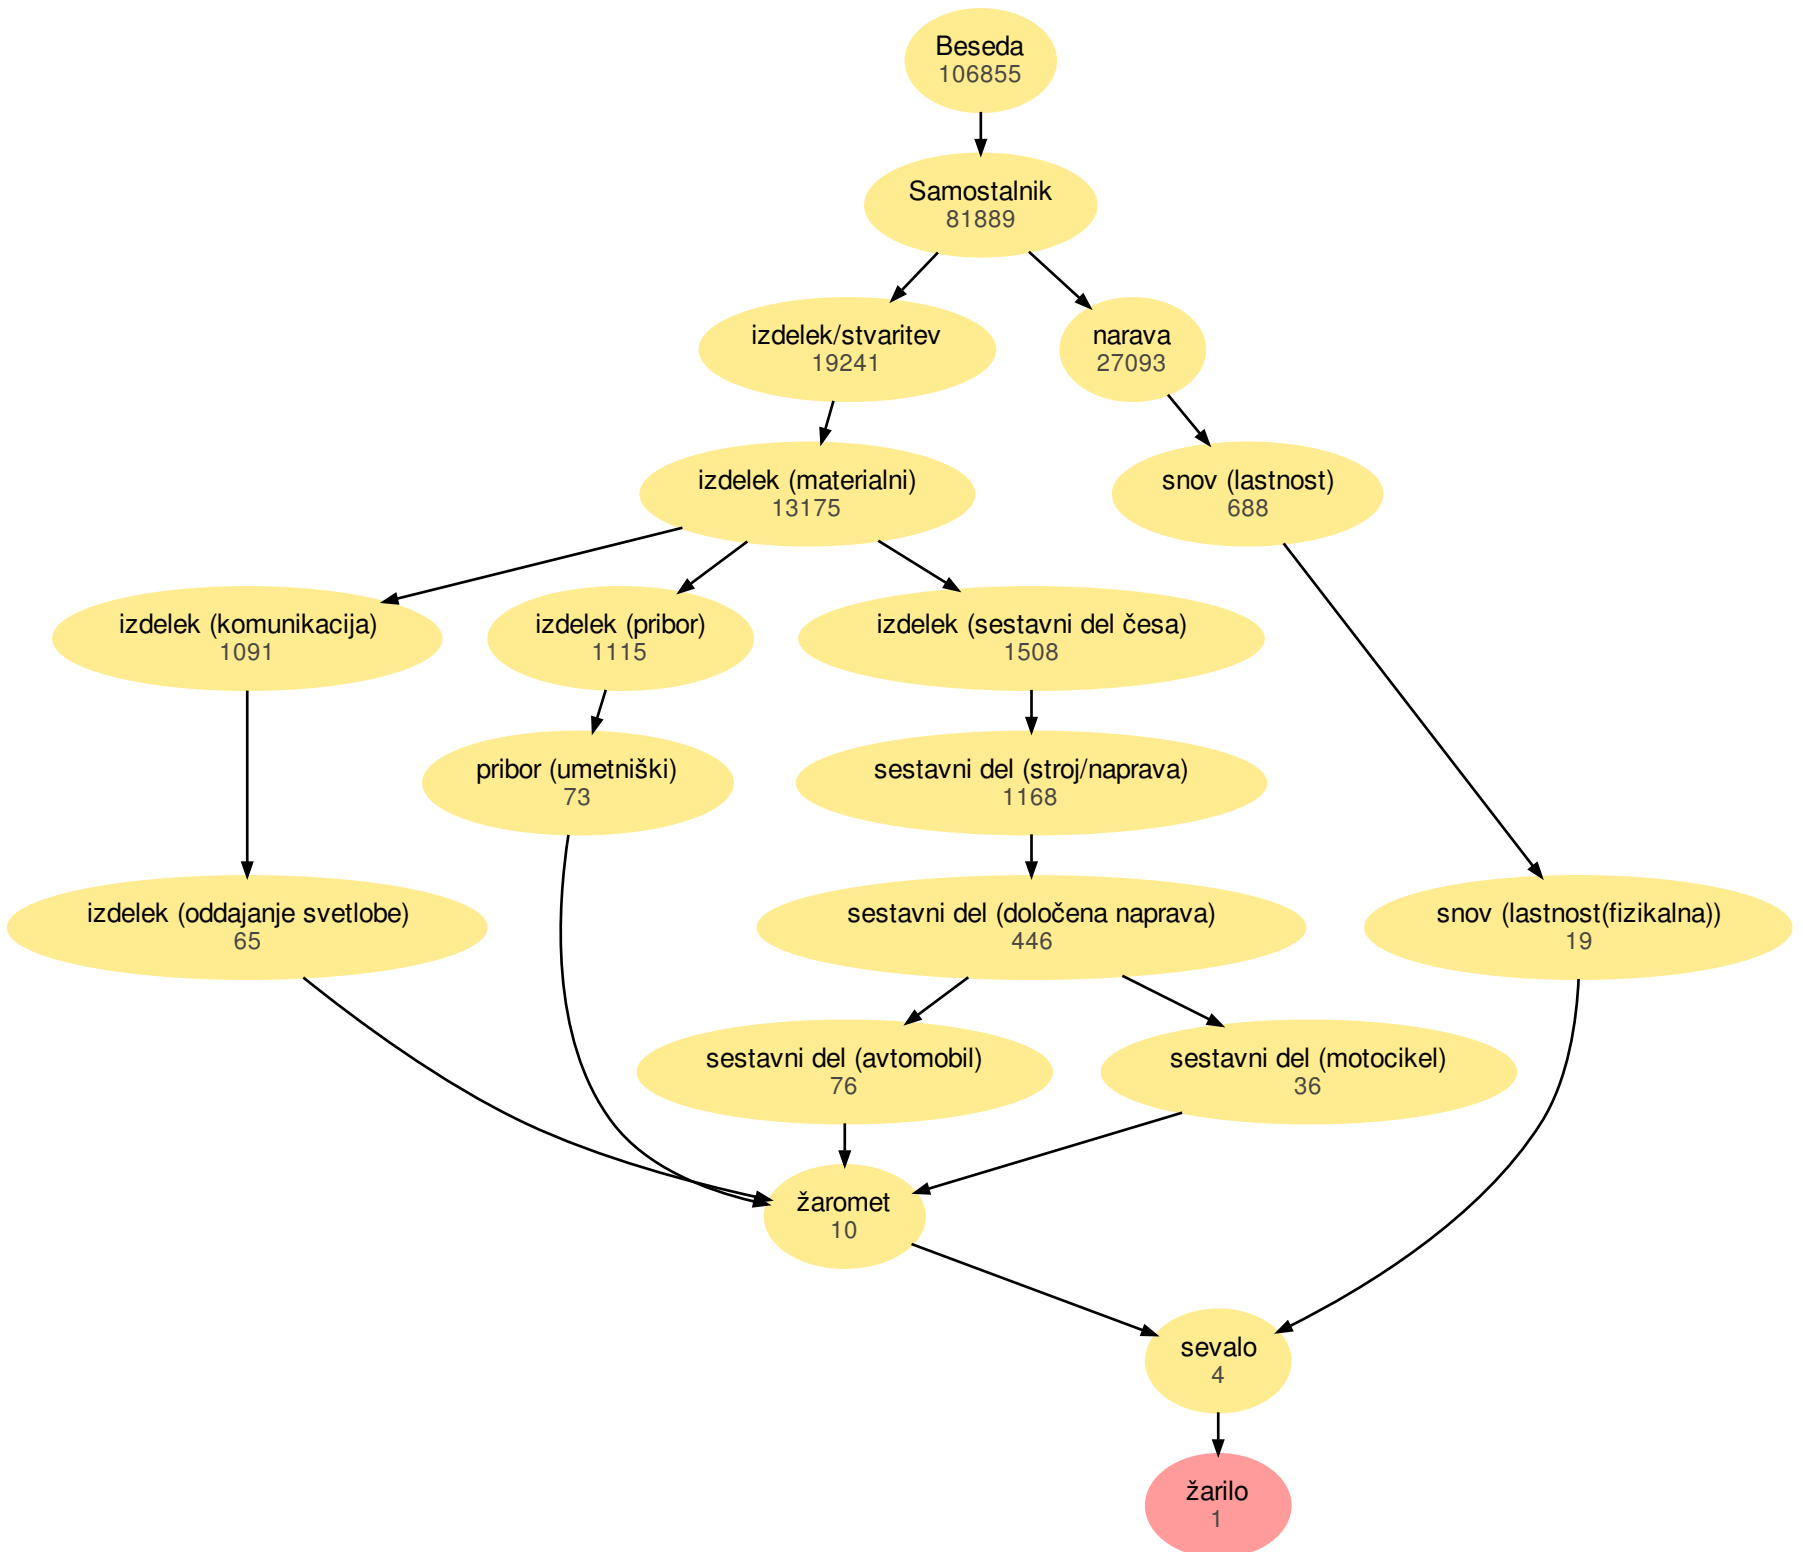 Beseda
106855
Samostalnik
81889
izdelek/stvaritev
19241
narava
27093
izdelek (materialni)
13175
snov (lastnost)
688
izdelek (komunikacija)
1091
izdelek (pribor)
1115
izdelek (sestavni del česa)
1508
pribor (umetniški)
73
sestavni del (stroj/naprava)
1168
izdelek (oddajanje svetlobe)
65
sestavni del (določena naprava)
446
snov (lastnost(fizikalna))
19
sestavni del (avtomobil)
76
sestavni del (motocikel)
36
žaromet
10
sevalo
4
žarilo
1